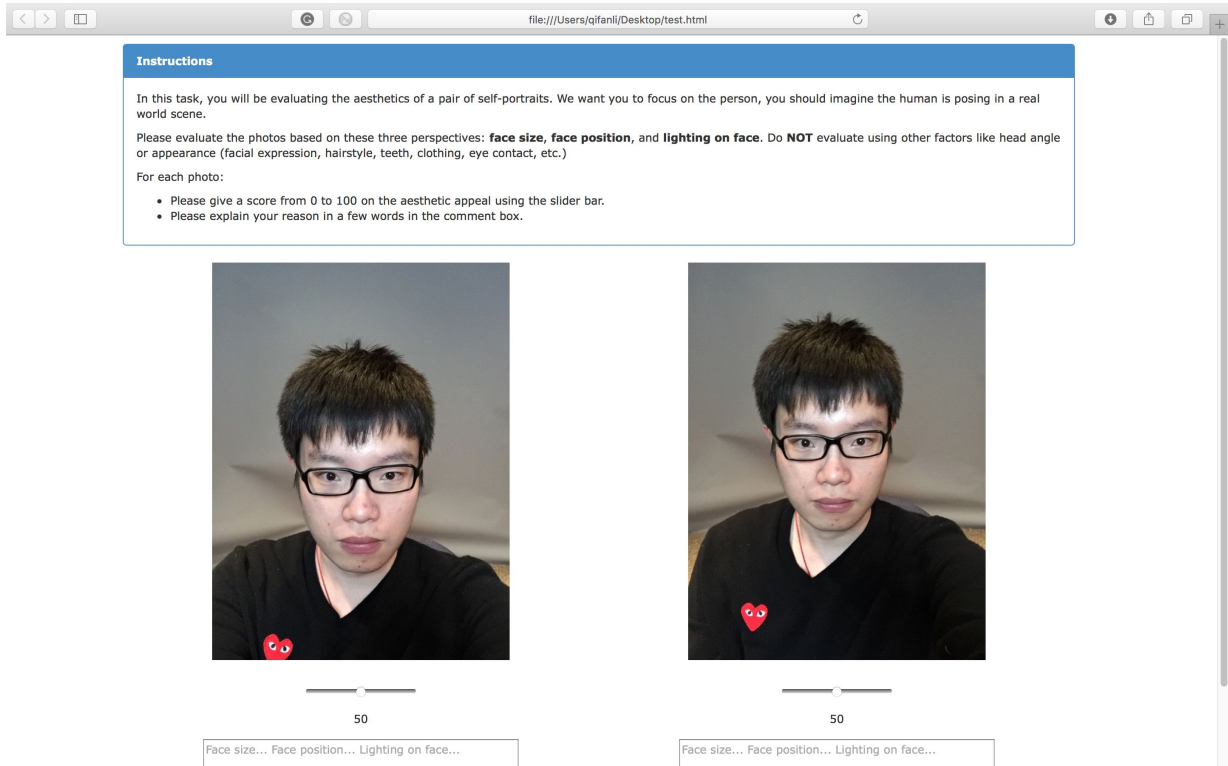 file:///Users/qifanli/Desktop/test.html
Instructions
In this task, you will be evaluating the aesthetics of a pair of self-portraits. We want you to focus on the person, you should imagine the human is posing in a real
world scene.
Please evaluate the photos based on these three perspectives: face size, face position, and lighting on face. Do NOT evaluate using other factors like head angle
or appearance (facial expression, hairstyle, teeth, clothing, eye contact, etc.)
For each photo:
• Please give a score from 0 to 100 on the aesthetic appeal using the slider bar.
• Please explain your reason in a few words in the comment box.
50
50
Face size... Face position... Lighting on face...
Face size... Face position... Lighting on face...